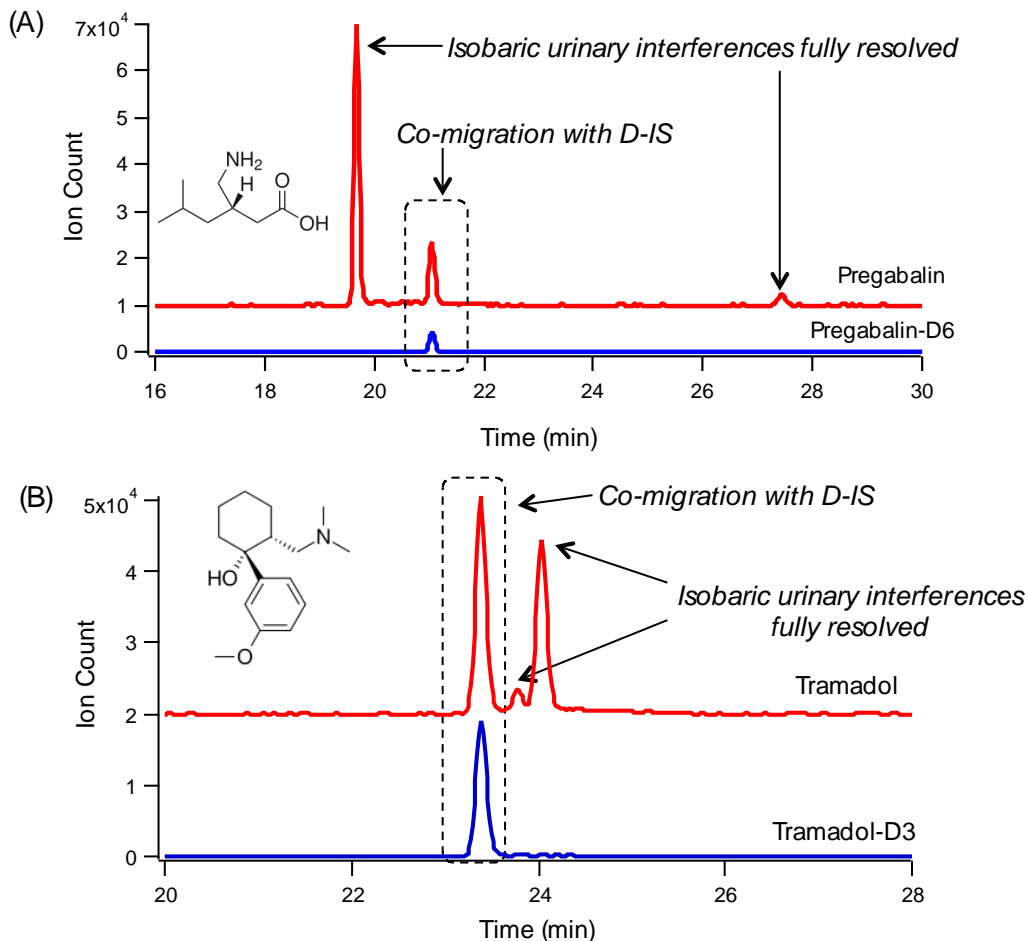 (A)
7x10⁴
Isobaric urinary interferences fully resolved
6
5
Co-migration with D-IS
4
NH₂
H
O
OH
3
2
Pregabalin
1
Pregabalin-D6
0
Ion Count
16
18
20
22
24
26
28
30
Time (min)
(B)
5x10⁴
Co-migration with D-IS
N
HO
4
Isobaric urinary interferences
fully resolved
O
3
Tramadol
2
1
Tramadol-D3
0
Ion Count
20
22
24
26
28
Time (min)